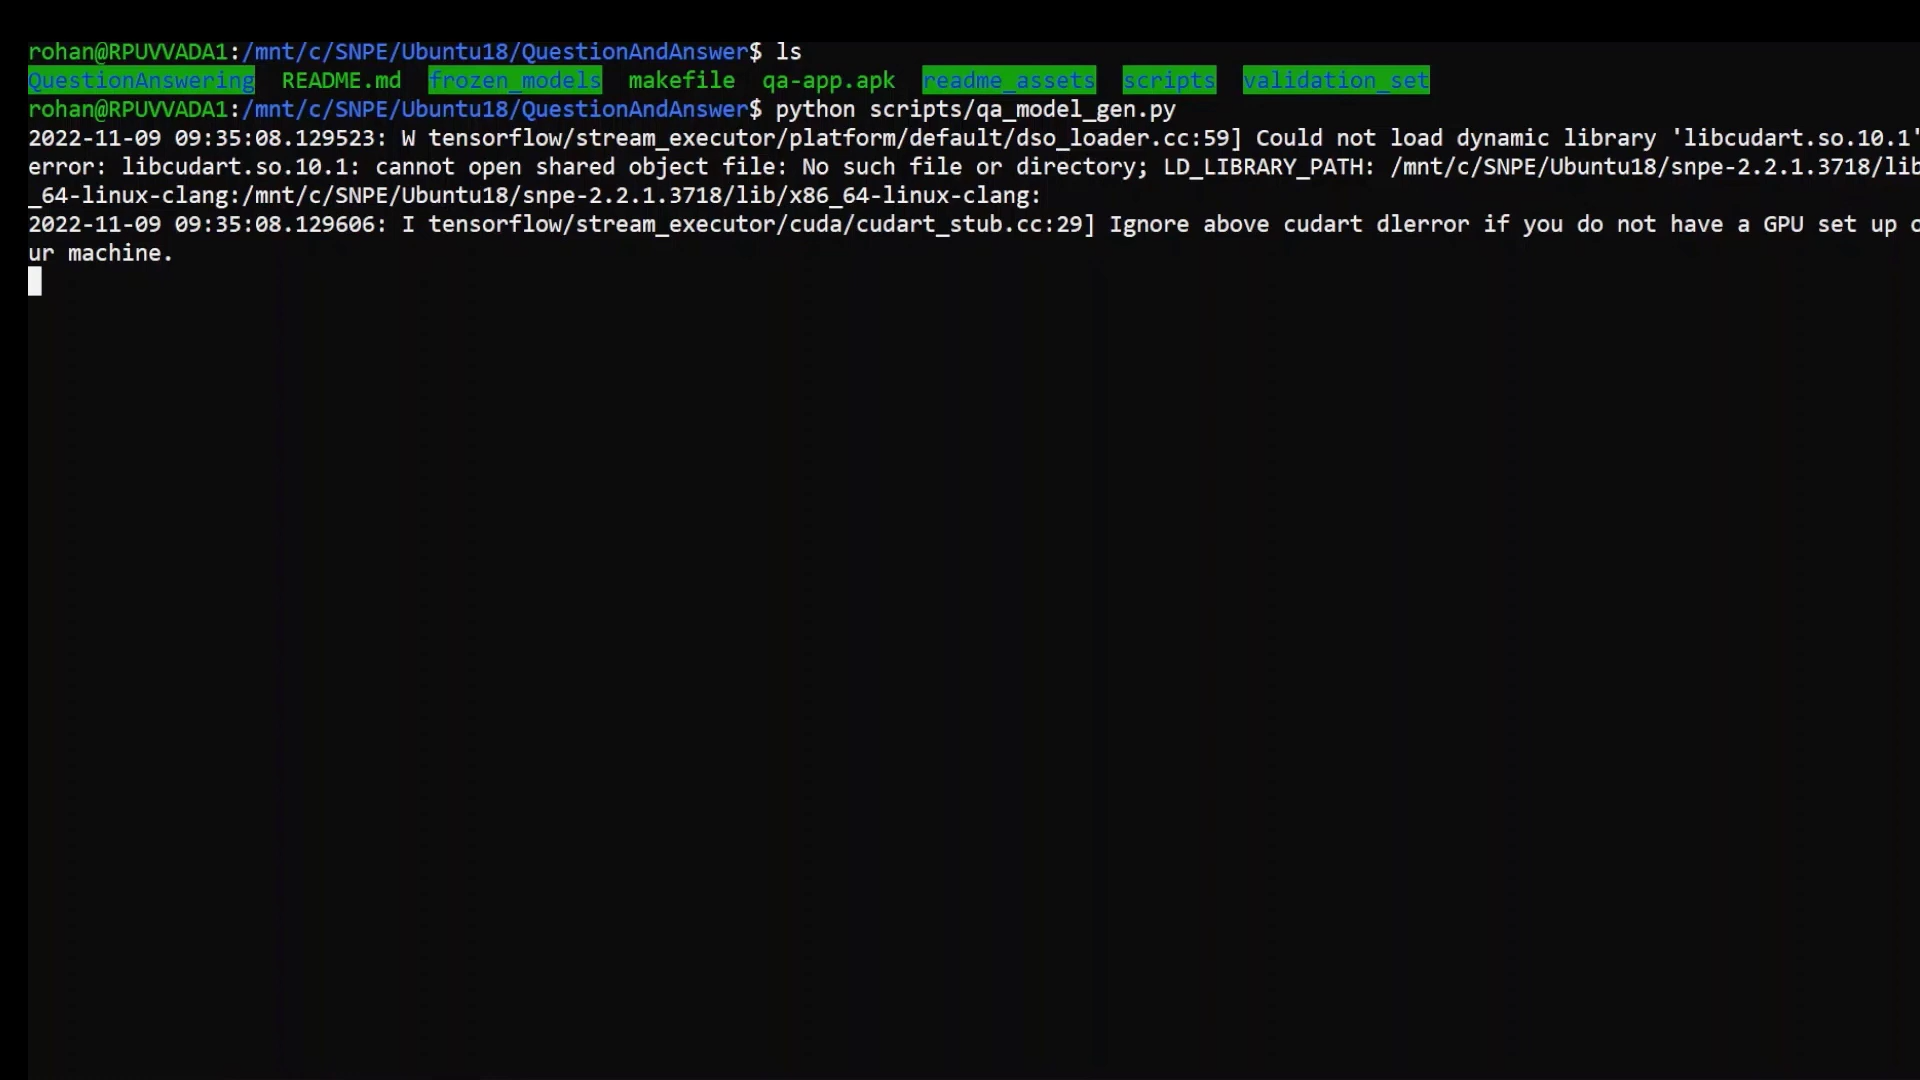 rohan@RPUVVADA1:/mnt/c/SNPE/Ubuntu18/QuestionAndAnswer$ ls
QuestionAnswering README.md frozen_models makefile qa-app.apk readme_assets scripts validation_set
rohan@RPUVVADA1:/mnt/c/SNPE/Ubuntu18/QuestionAndAnswer$ python scripts/qa_model_gen.py
2022-11-09 09:35:08.129523: W tensorflow/stream_executor/platform/default/dso_loader.cc:59] Could not load dynamic library 'libcudart.so.10.1'
error: libcudart.so.10.1: cannot open shared object file: No such file or directory; LD_LIBRARY_PATH: /mnt/c/SNPE/Ubuntu18/snpe-2.2.1.3718/lib
_64-linux-clang:/mnt/c/SNPE/Ubuntu18/snpe-2.2.1.3718/lib/x86_64-linux-clang:
2022-11-09 09:35:08.129606: I tensorflow/stream_executor/cuda/cudart_stub.cc:29] Ignore above cudart dlerror if you do not have a GPU set up
ur machine.